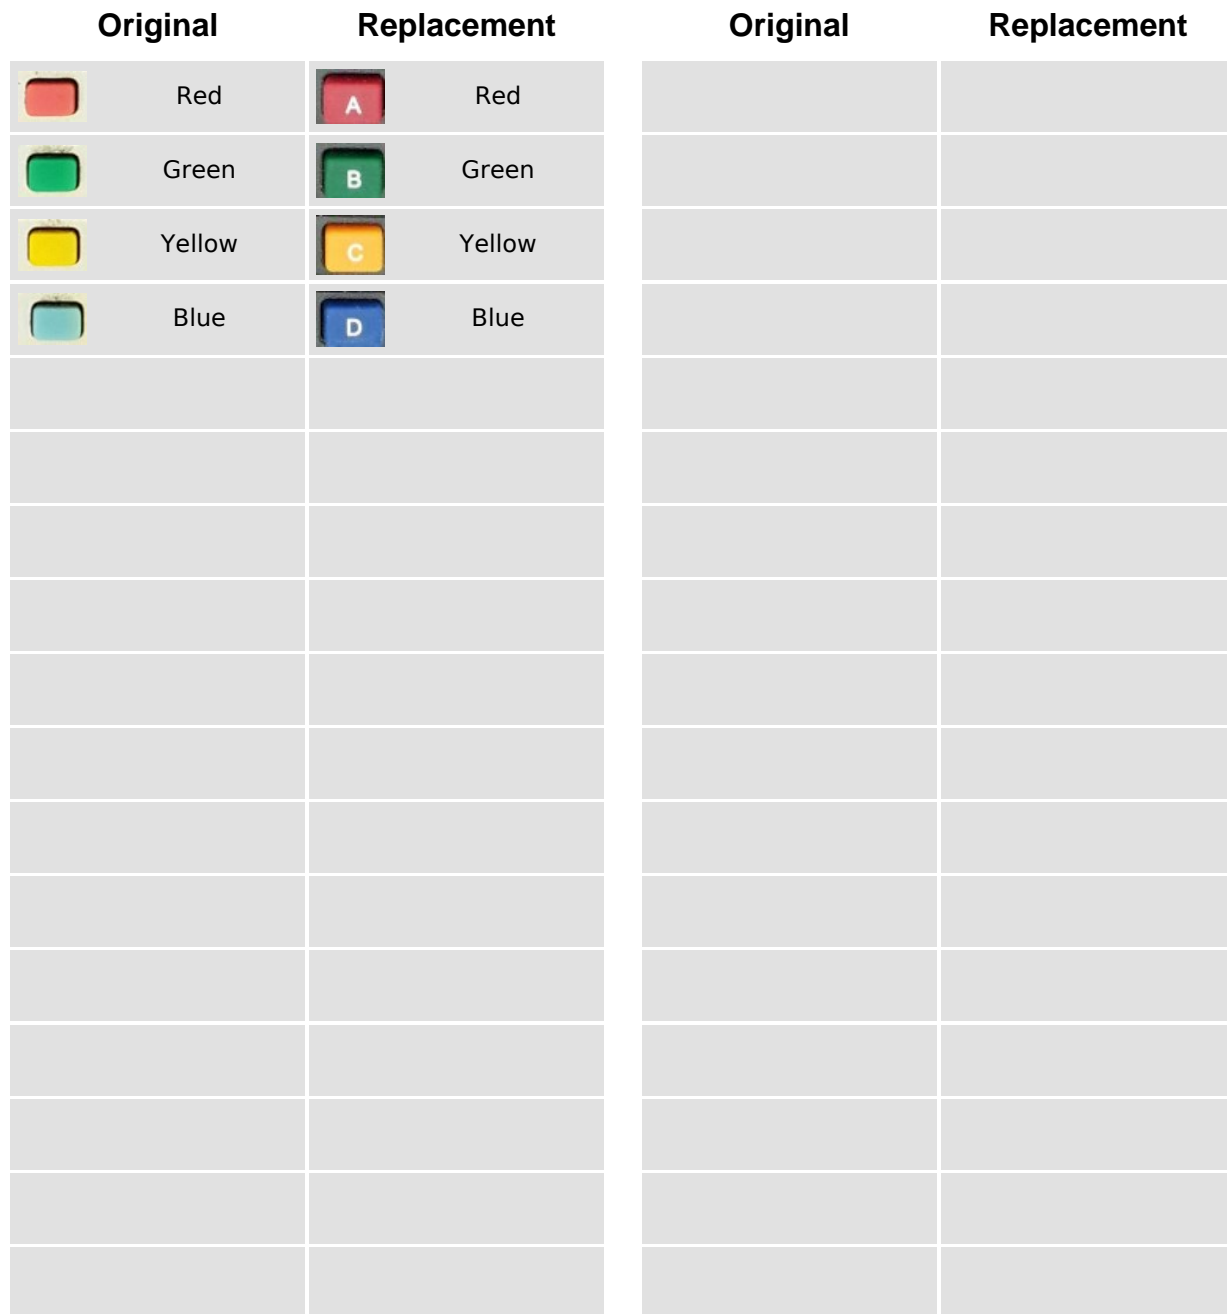 Original Replacement Original Replacement
Red A Red
Green B Green
Yellow C Yellow
Blue D Blue